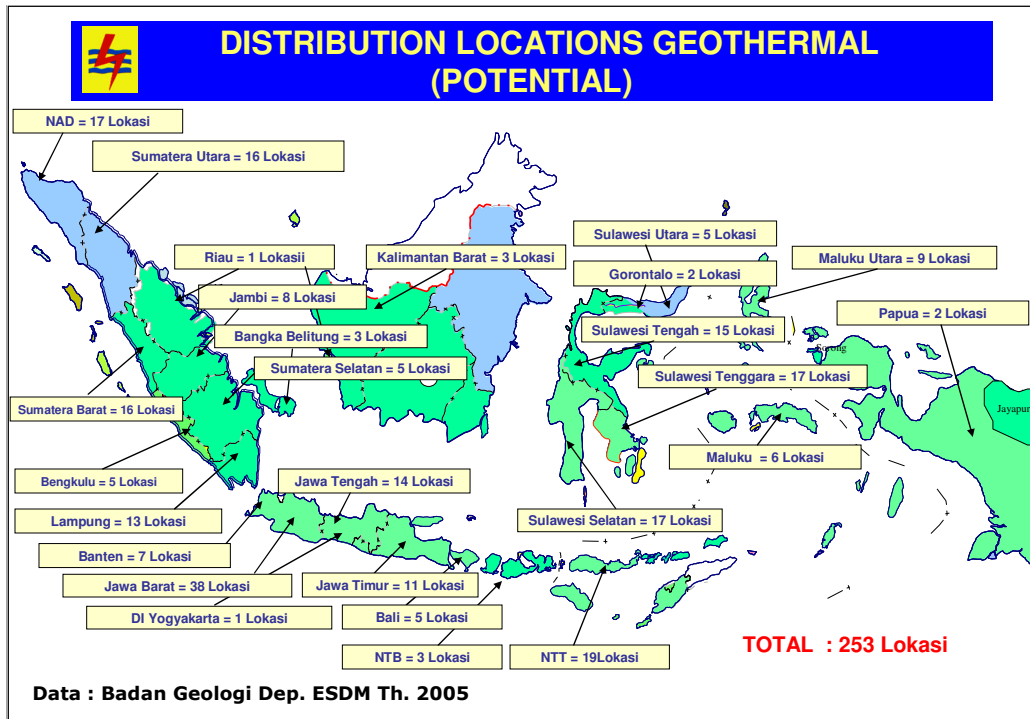 DISTRIBUTION LOCATIONS GEOTHERMAL
(POTENTIAL)
NAD = 17 Lokasi
Sumatera Utara = 16 Lokasi
Sulawesi Utara = 5 Lokasi
Riau = 1 Lokasii
Kalimantan Barat = 3 Lokasi
Maluku Utara = 9 Lokasi
Gorontalo = 2 Lokasi
Jambi = 8 Lokasi
Papua = 2 Lokasi
Bangka Belitung = 3 Lokasi
Sulawesi Tengah = 15 Lokasi
Sorong
Sumatera Selatan = 5 Lokasi
Sulawesi Tenggara = 17 Lokasi
Sumatera Barat = 16 Lokasi
Jayapur
Maluku = 6 Lokasi
Bengkulu = 5 Lokasi
Jawa Tengah = 14 Lokasi
Lampung = 13 Lokasi
Sulawesi Selatan = 17 Lokasi
Banten = 7 Lokasi
Jawa Barat = 38 Lokasi
Jawa Timur = 11 Lokasi
DI Yogyakarta = 1 Lokasi
Bali = 5 Lokasi
NTB = 3 Lokasi
NTT = 19Lokasi
TOTAL : 253 Lokasi
Data : Badan Geologi Dep. ESDM Th. 2005